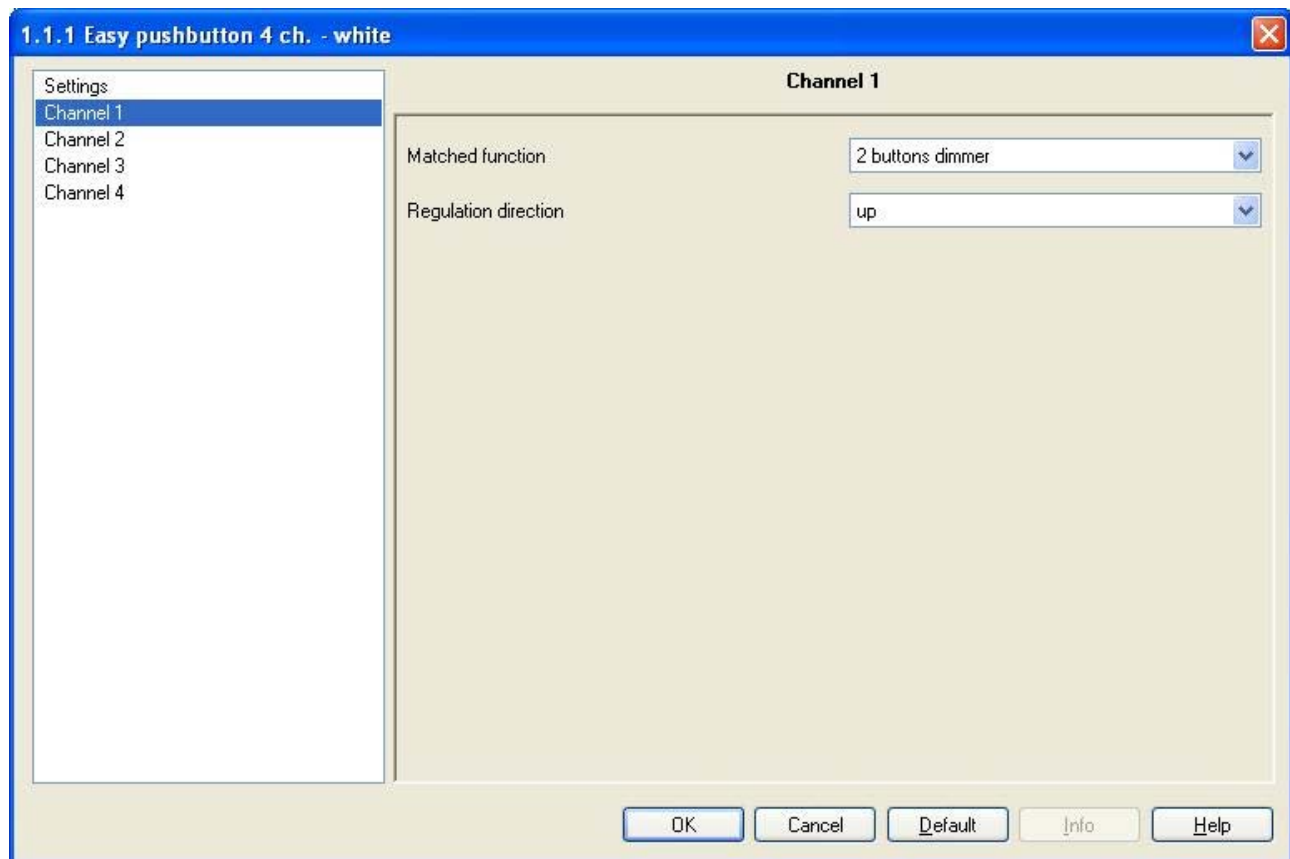 1.1.1 Easy pushbutton 4 ch. - white
Settings
Channel 1
Channel 2
Channel 3
Channel 4
Channel 1
Matched function 2 buttons dimmer
Regulation direction up
OK Cancel Default Info Help